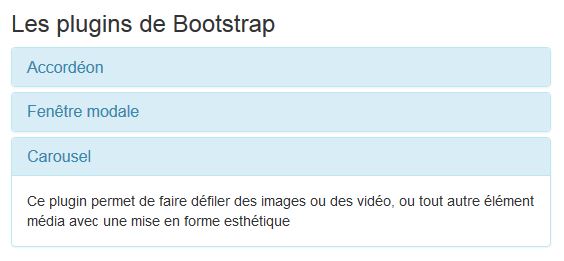 Les plugins de Bootstrap
Accordéon
Fenêtre modale
Carousel
Ce plugin permet de faire défiler des images ou des vidéo, ou tout autre élément
média avec une mise en forme esthétique